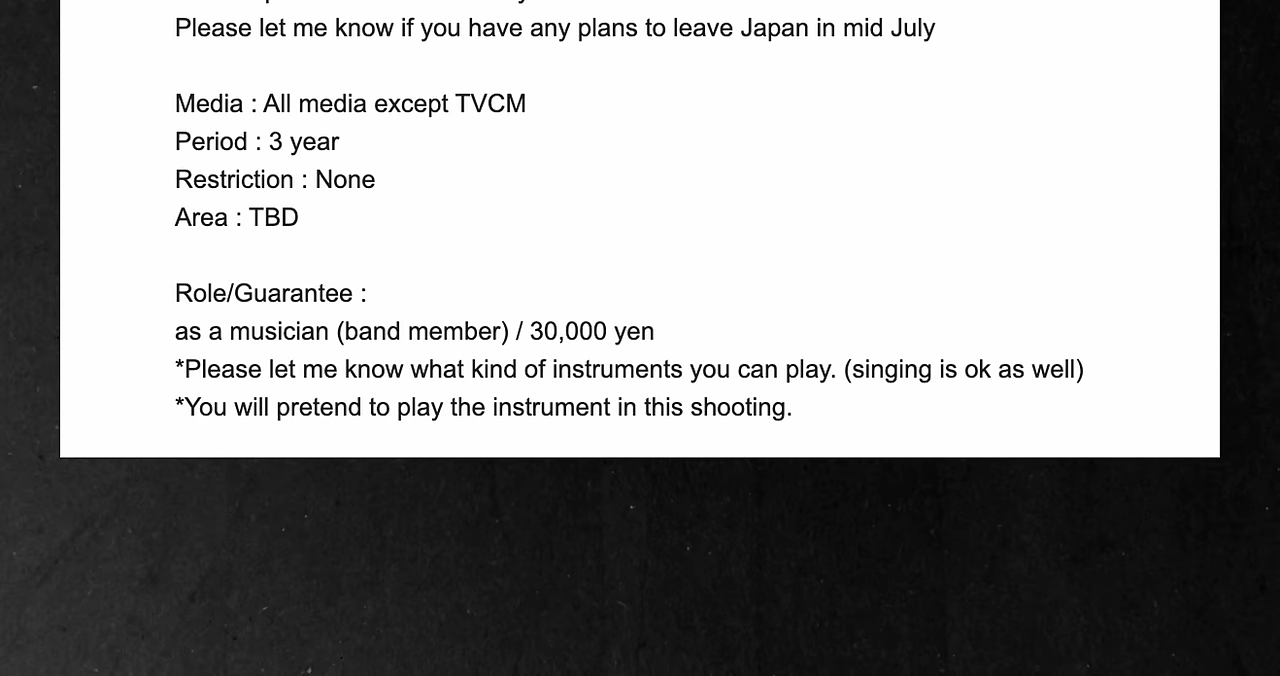 Please let me know if you have any plans to leave Japan in mid July
Media : All media except TVCM
Period : 3 year
Restriction : None
Area : TBD
Role/Guarantee :
as a musician (band member) / 30,000 yen
*Please let me know what kind of instruments you can play. (singing is ok as well)
*You will pretend to play the instrument in this shooting.